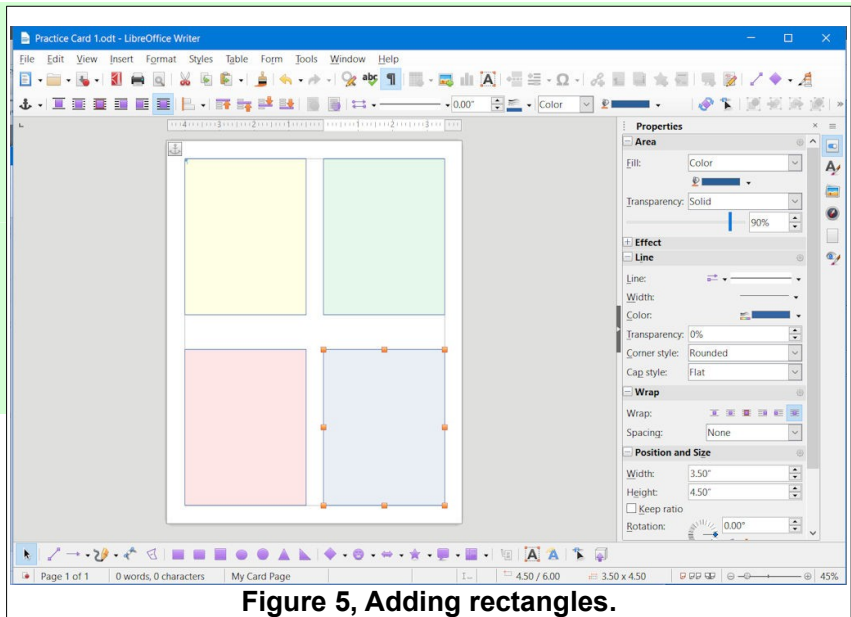 Practice Card 1.odt - LibreOffice Writer
File Edit View Insert Format Styles Table Form Tools Window Help
0.00" Color
Properties
Area
Fill: Color
Transparency: Solid
90%
Effect
Line
Line:
Width:
Color:
Transparency: 0%
Corner style: Rounded
Cap style: Flat
Wrap
Wrap:
Spacing: None
Position and Size
Width: 3.50"
Height: 4.50"
Keep ratio
Rotation: 0.00°
Page 1 of 1 0 words, 0 characters My Card Page 4.50 / 6.00 3.50 x 4.50 45%
Figure 5, Adding rectangles.